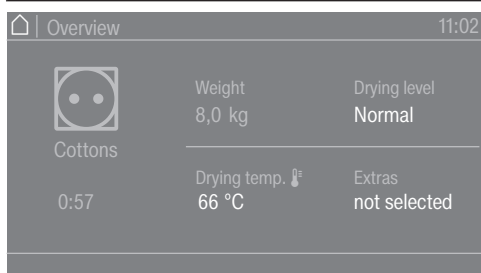 Overview 11:02
Weight Drying level
8,0 kg Normal
Cottons
Drying temp. Extras
0:57 66 °C not selected